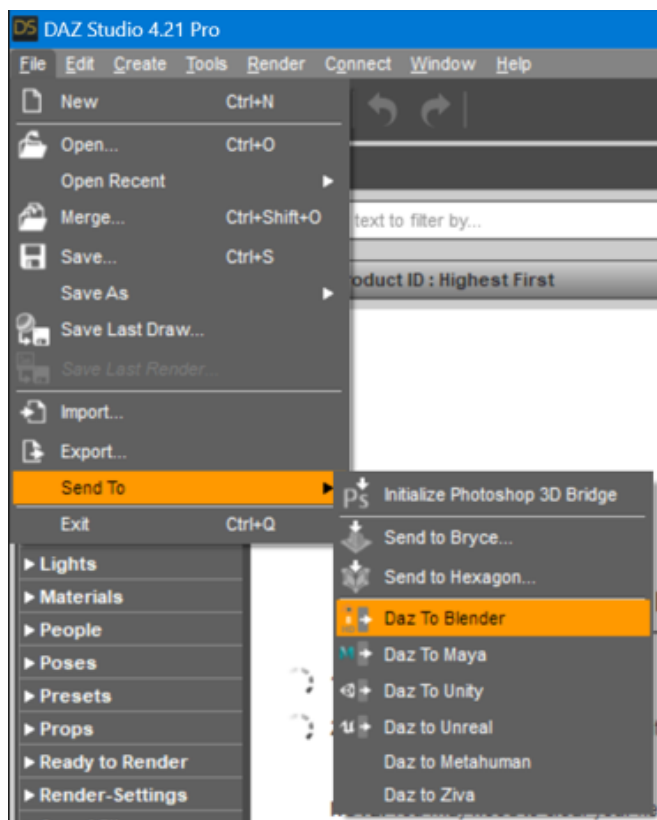 DS DAZ Studio 4.21 Pro
File Edit Create Tools Render Connect Window Help
New Ctrl+N
Open... Ctrl+O
Open Recent
Merge... Ctrl+Shift+O
text to filter by...
Save... Ctrl+S
Save As
oduct ID : Highest First
Save Last Draw...
Save Last Render...
Import...
Export...
Send To
Exit Ctrl+Q
Ps Initialize Photoshop 3D Bridge
Send to Bryce...
Send to Hexagon...
Daz To Blender
Daz To Maya
Daz To Unity
Daz to Unreal
Daz to Metahuman
Daz to Ziva
Lights
Materials
People
Poses
Presets
Props
Ready to Render
Render-Settings